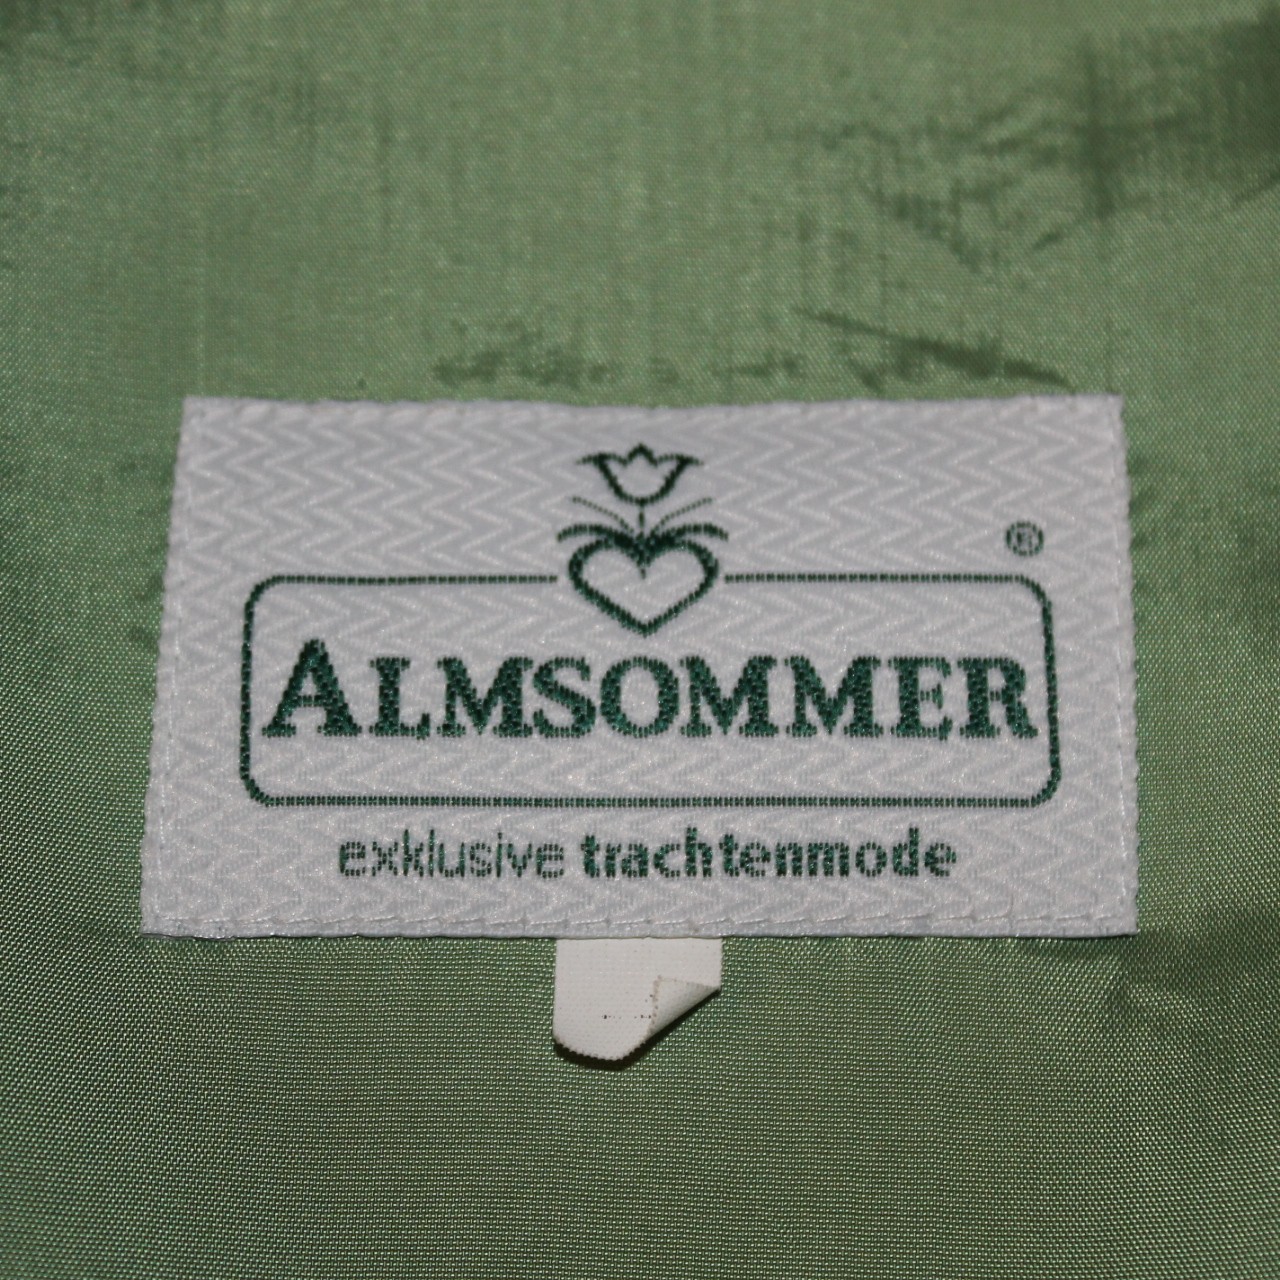 ®
ALMSOMMER
exklusive trachtenmode